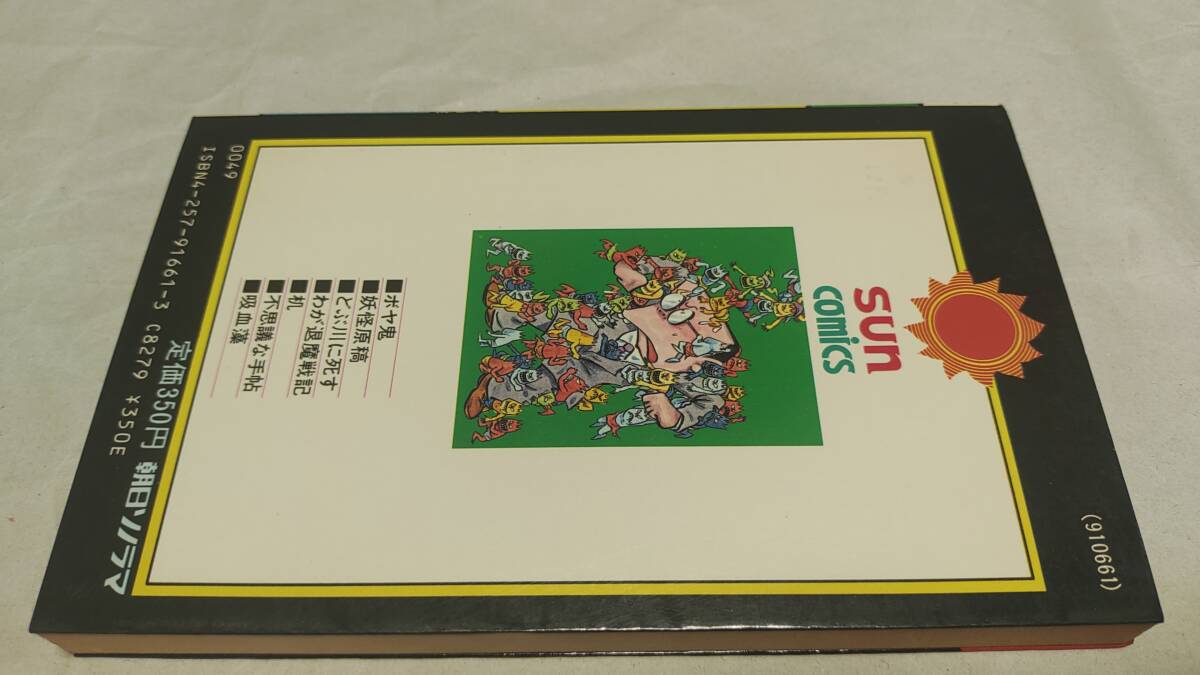 sun
comics
■ボヤ鬼
■妖怪原稿
■どぶ川に死す
■わが退魔戦記
■机
■不思議な手帖
■吸血藻
0049
ISBN4-257-91661-3 C8279 ¥350E
定価350円 朝日ソノラマ
(196016)